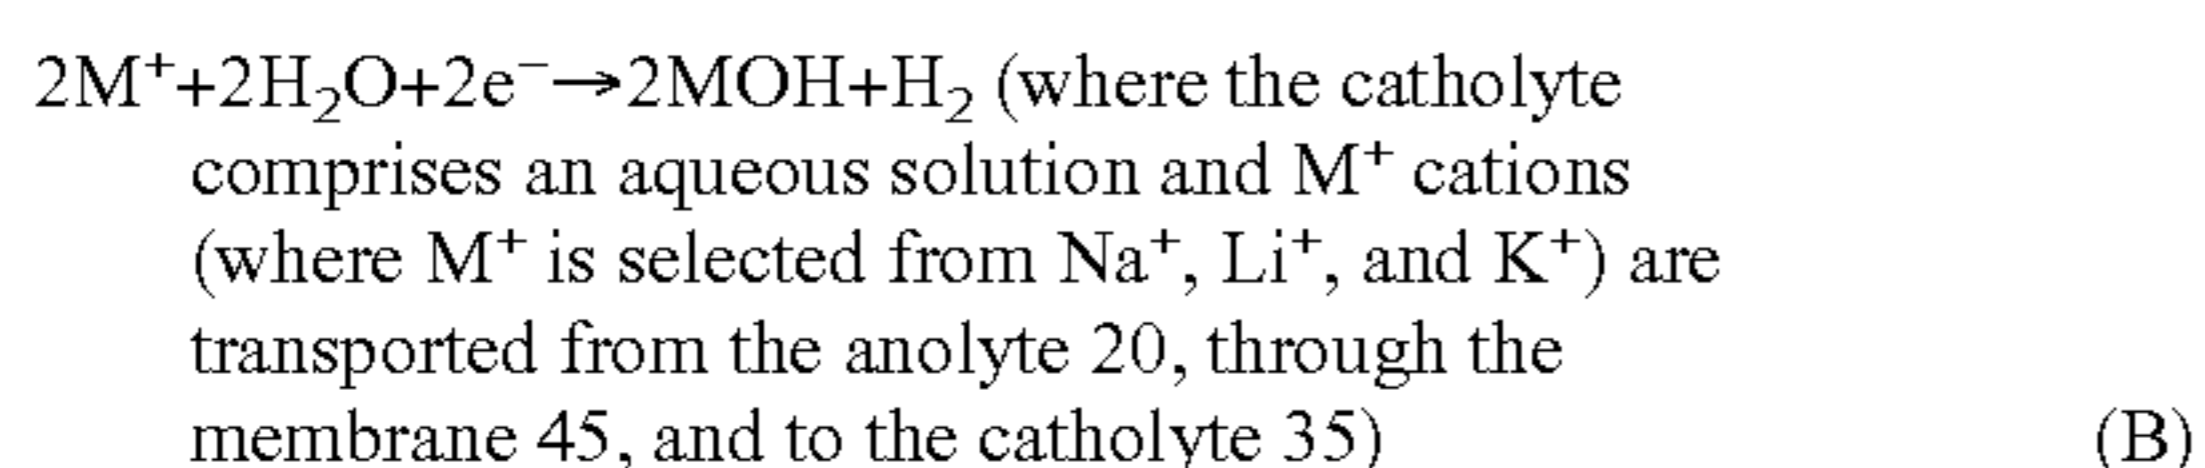 2M⁺+2H₂O+2e⁻→2MOH+H₂ (where the catholyte
comprises an aqueous solution and M⁺ cations
(where M⁺ is selected from Na⁺, Li⁺, and K⁺) are
transported from the anolyte 20, through the
membrane 45, and to the catholyte 35) (B)